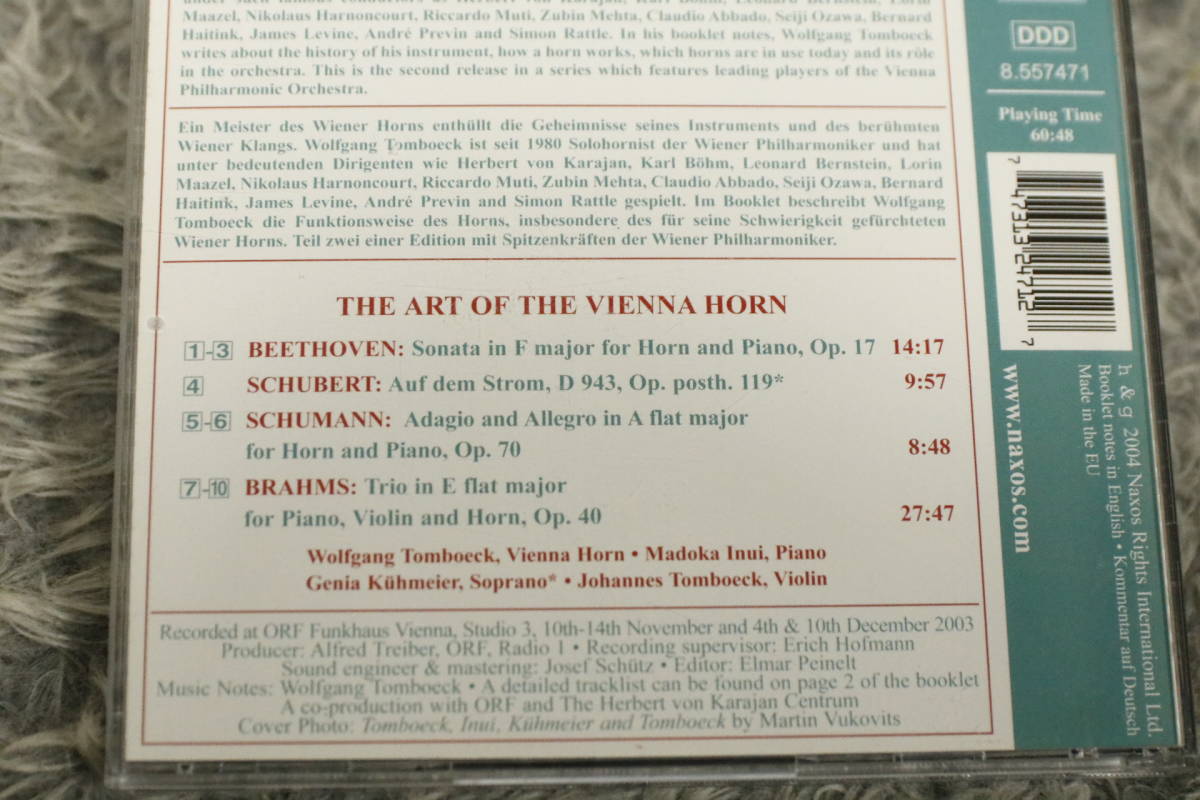 under such famous conductors as Herbert von Karajan, Karl Böhm, Leonard Bernstein, Lorin
Maazel, Nikolaus Harnoncourt, Riccardo Muti, Zubin Mehta, Claudio Abbado, Seiji Ozawa, Bernard
Haitink, James Levine, André Previn and Simon Rattle. In his booklet notes, Wolfgang Tomboeck
writes about the history of his instrument, how a horn works, which horns are in use today and its rôle
in the orchestra. This is the second release in a series which features leading players of the Vienna
Philharmonic Orchestra.
Ein Meister des Wiener Horns enthüllt die Geheimnisse seines Instruments und des berühmten
Wiener Klangs. Wolfgang Tomboeck ist seit 1980 Solohornist der Wiener Philharmoniker und hat
unter bedeutenden Dirigenten wie Herbert von Karajan, Karl Böhm, Leonard Bernstein, Lorin
Maazel, Nikolaus Harnoncourt, Riccardo Muti, Zubin Mehta, Claudio Abbado, Seiji Ozawa, Bernard
Haitink, James Levine, André Previn and Simon Rattle gespielt. Im Booklet beschreibt Wolfgang
Tomboeck die Funktionsweise des Horns, insbesondere des für seine Schwierigkeit gefürchteten
Wiener Horns. Teil zwei einer Edition mit Spitzenkräften der Wiener Philharmoniker.
THE ART OF THE VIENNA HORN
1-3 BEETHOVEN: Sonata in F major for Horn and Piano, Op. 17 14:17
4 SCHUBERT: Auf dem Strom, D 943, Op. posth. 119* 9:57
5-6 SCHUMANN: Adagio and Allegro in A flat major
for Horn and Piano, Op. 70 8:48
7-10 BRAHMS: Trio in E flat major
for Piano, Violin and Horn, Op. 40 27:47
Wolfgang Tomboeck, Vienna Horn • Madoka Inui, Piano
Genia Kühmeier, Soprano* • Johannes Tomboeck, Violin
Recorded at ORF Funkhaus Vienna, Studio 3, 10th-14th November and 4th & 10th December 2003
Producer: Alfred Treiber, ORF, Radio 1 • Recording supervisor: Erich Hofmann
Sound engineer & mastering: Josef Schütz • Editor: Elmar Peinelt
Music Notes: Wolfgang Tomboeck • A detailed tracklist can be found on page 2 of the booklet
A co-production with ORF and The Herbert von Karajan Centrum
Cover Photo: Tomboeck, Inui, Kühmeier and Tomboeck by Martin Vukovits
DDD
8.557471
Playing Time
60:48
7 47313 24712 7
h & g 2004 Naxos Rights International Ltd.
Booklet notes in English • Kommentar auf Deutsch
Made in the EU
www.naxos.com